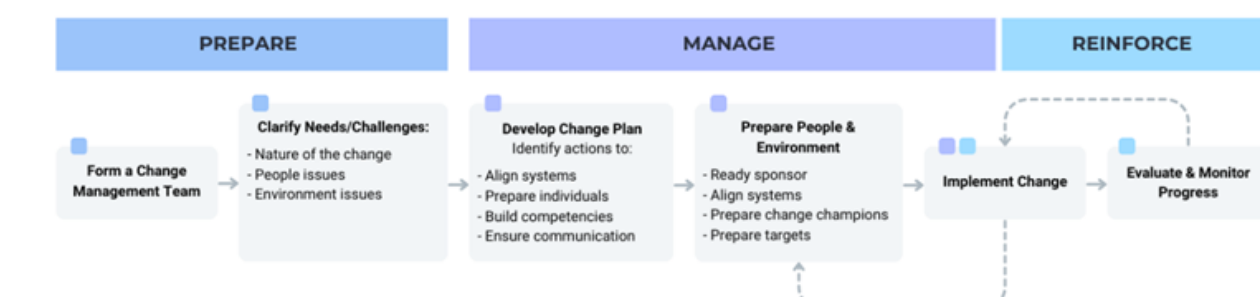 PREPARE
MANAGE
REINFORCE
Form a Change
Management Team
Clarify Needs/Challenges:
- Nature of the change
- People issues
- Environment issues
Develop Change Plan
Identify actions to:
- Align systems
- Prepare individuals
- Build competencies
- Ensure communication
Prepare People &
Environment
- Ready sponsor
- Align systems
- Prepare change champions
- Prepare targets
Implement Change
Evaluate & Monitor
Progress